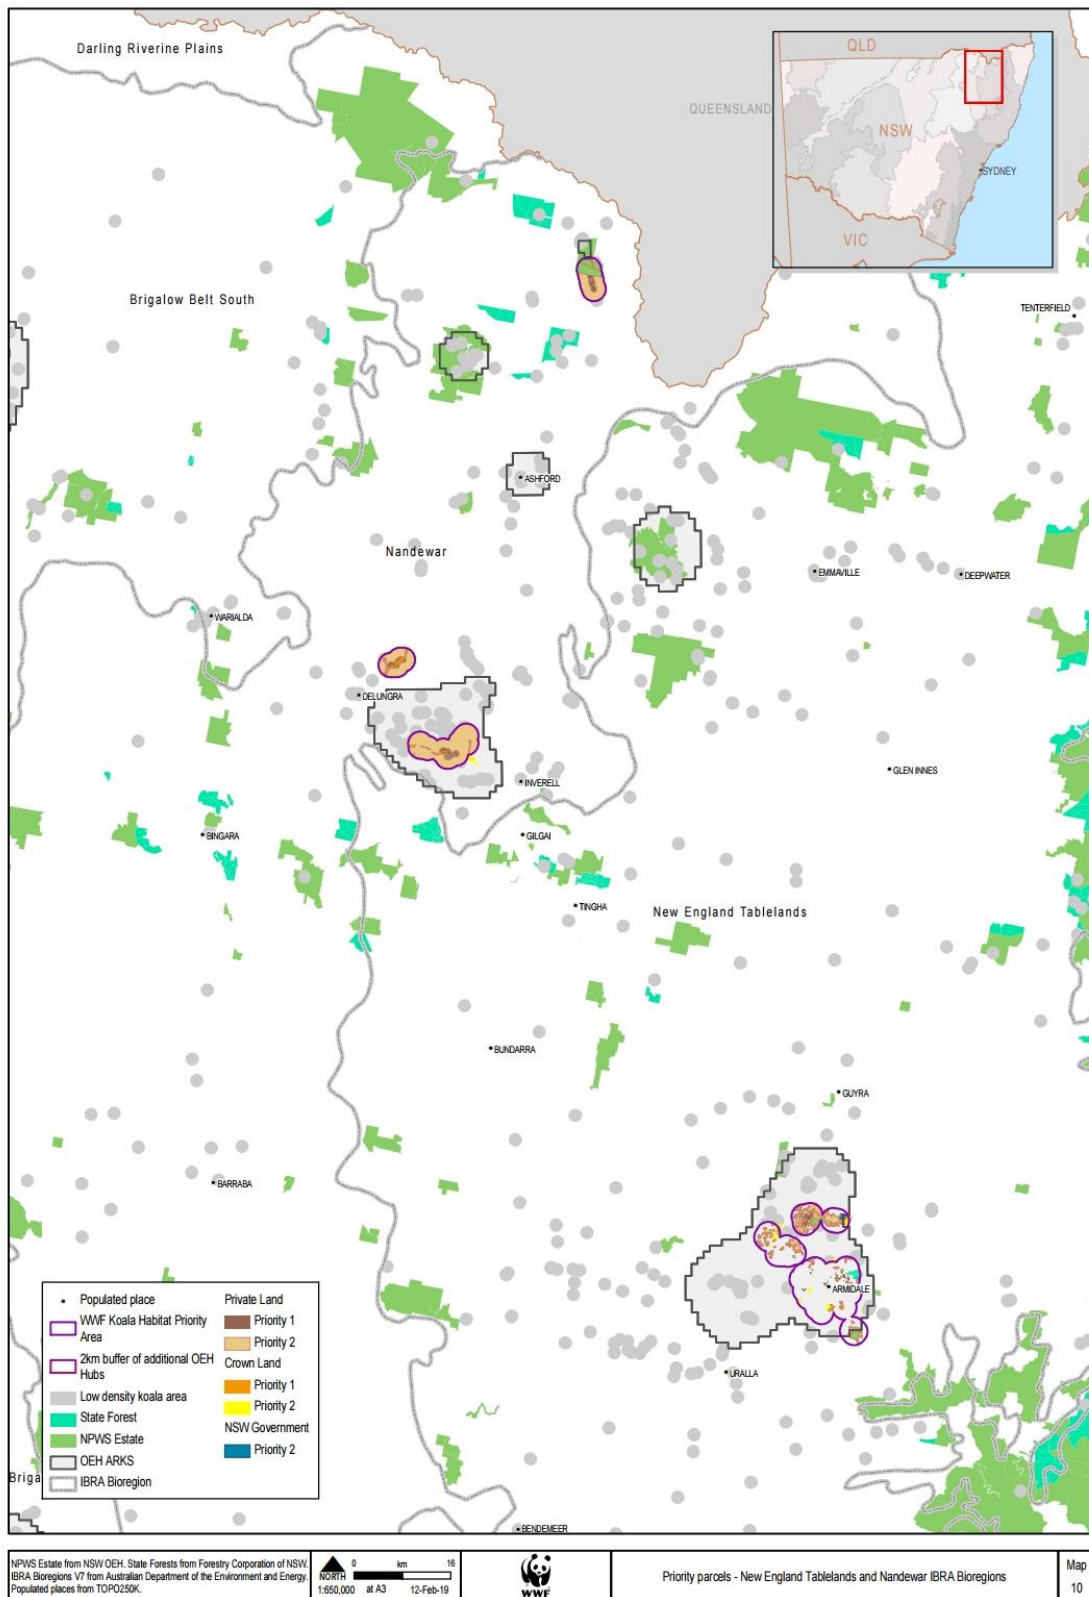 Darling Riverine Plains
QLD
QUEENSLAND
NSW
SYDNEY
VIC
Brigalow Belt South
TENTERFIELD
ASHFORD
Nandewar
EMMAVILLE
DEEPWATER
WARIALDA
DELUNGRA
GLEN INNES
INVERELL
BINGARA
GILGAI
TINGHA
New England Tablelands
BUNDARRA
GUYRA
BARRABA
ARMIDALE
URALLA
Populated place
WWF Koala Habitat Priority
Area
2km buffer of additional OEH
Hubs
Low density koala area
State Forest
NPWS Estate
OEH ARKS
IBRA Bioregion
Private Land
Priority 1
Priority 2
Crown Land
Priority 1
Priority 2
NSW Government
Priority 2
Briga
BENDEMEER
NPWS Estate from NSW OEH. State Forests from Forestry Corporation of NSW.
IBRA Bioregions V7 from Australian Department of the Environment and Energy.
Populated places from TOPO250K.
NORTH
0 km 16
1:650,000 at A3 12-Feb-19
WWF
Priority parcels - New England Tablelands and Nandewar IBRA Bioregions
Map
10